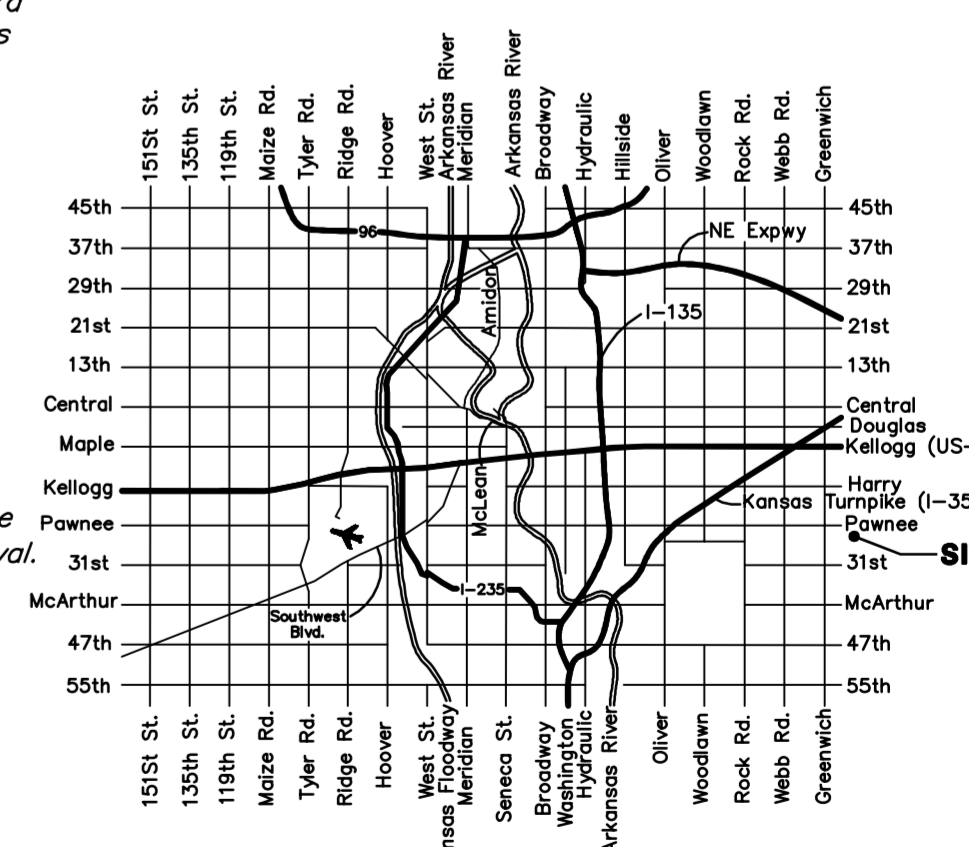 s
151St St.
135th St.
119th St.
Maize Rd.
Tyler Rd.
Ridge Rd.
Hoover
West St.
Arkansas River
Meridian
Arkansas River
Broadway
Hydraulic
Hillside
Oliver
Woodlawn
Rock Rd.
Webb Rd.
Greenwich
45th
37th
29th
21st
13th
Central
Maple
Kellogg
Pawnee
31st
McArthur
47th
55th
96
Amidon
NE Expwy
I-135
McLean
I-235
Southwest
Blvd.
45th
37th
29th
21st
13th
Central
Douglas
Kellogg (US-
Harry
Kansas Turnpike (I-35
Pawnee
SI
31st
McArthur
47th
55th
e
val.
151St St.
135th St.
119th St.
Maize Rd.
Tyler Rd.
Ridge Rd.
Hoover
West St.
nsas Floodway
Meridian
Seneca St.
Broadway
Washington
Hydraulic
Arkansas River
Oliver
Woodlawn
Rock Rd.
Webb Rd.
Greenwich